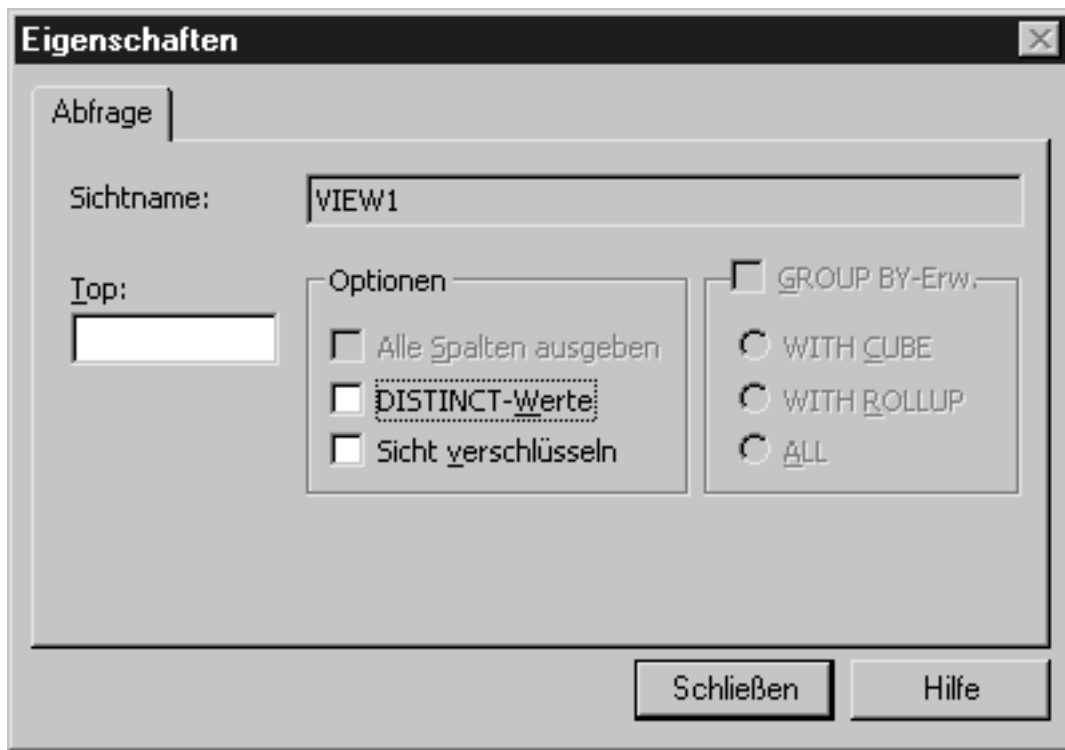 Eigenschaften
Abfrage
Sichtname:
VIEW1
Top:
Optionen
Alle Spalten ausgeben
DISTINCT-Werte
Sicht verschlüsseln
GROUP BY-Erw.
WITH CUBE
WITH ROLLUP
ALL
Schließen
Hilfe